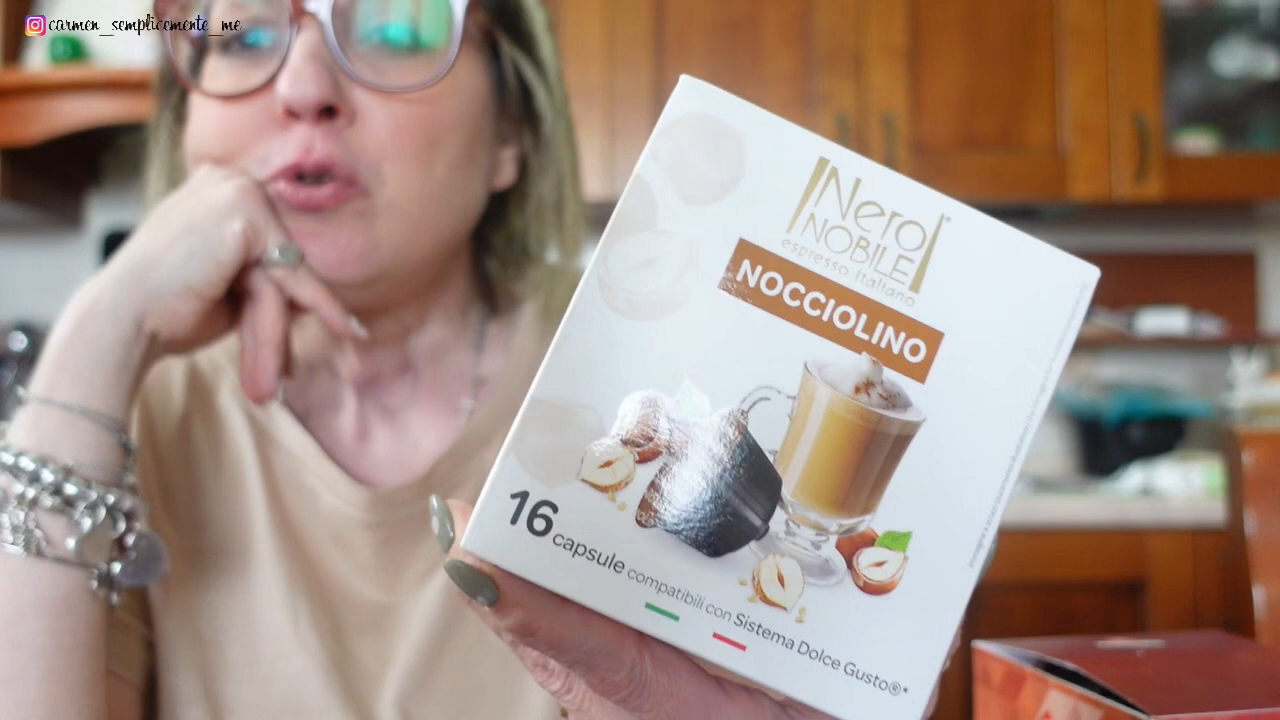 carmen_semplicemente_me
Nero
NOBILE
espresso italiano
NOCCIOLINO
16 capsule compatibili con Sistema Dolce Gusto®*